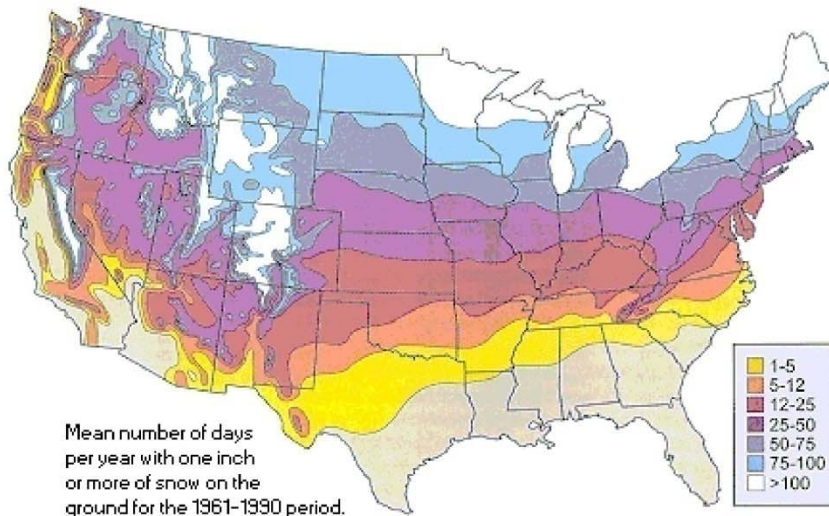 Mean number of days
per year with one inch
or more of snow on the
ground for the 1961-1990 period.
1-5
5-12
12-25
25-50
50-75
75-100
>100